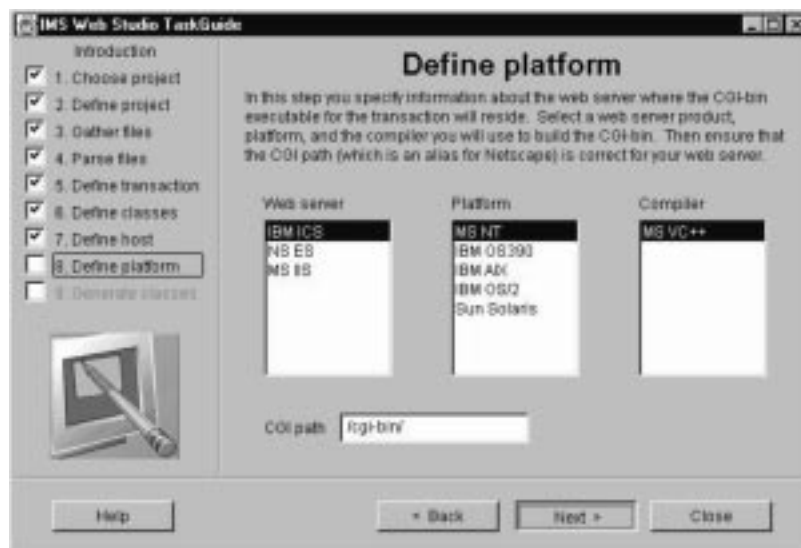 IMS Web Studio TaskGuide
Introduction
1. Choose project
2. Define project
3. Gather files
4. Parse files
5. Define transaction
6. Define classes
7. Define host
8. Define platform
9. Generate classes
Define platform
In this step you specify information about the web server where the CGI-bin
executable for the transaction will reside. Select a web server product,
platform, and the compiler you will use to build the CGI-bin. Then ensure that
the CGI path (which is an alias for Netscape) is correct for your web server.
Web server
IBM ICS
NS ES
MS IIS
Platform
MS NT
IBM OS390
IBM AIX
IBM OS/2
Sun Solaris
Compiler
MS VC++
CGI path
/cgi-bin/
Help
< Back
Next >
Close